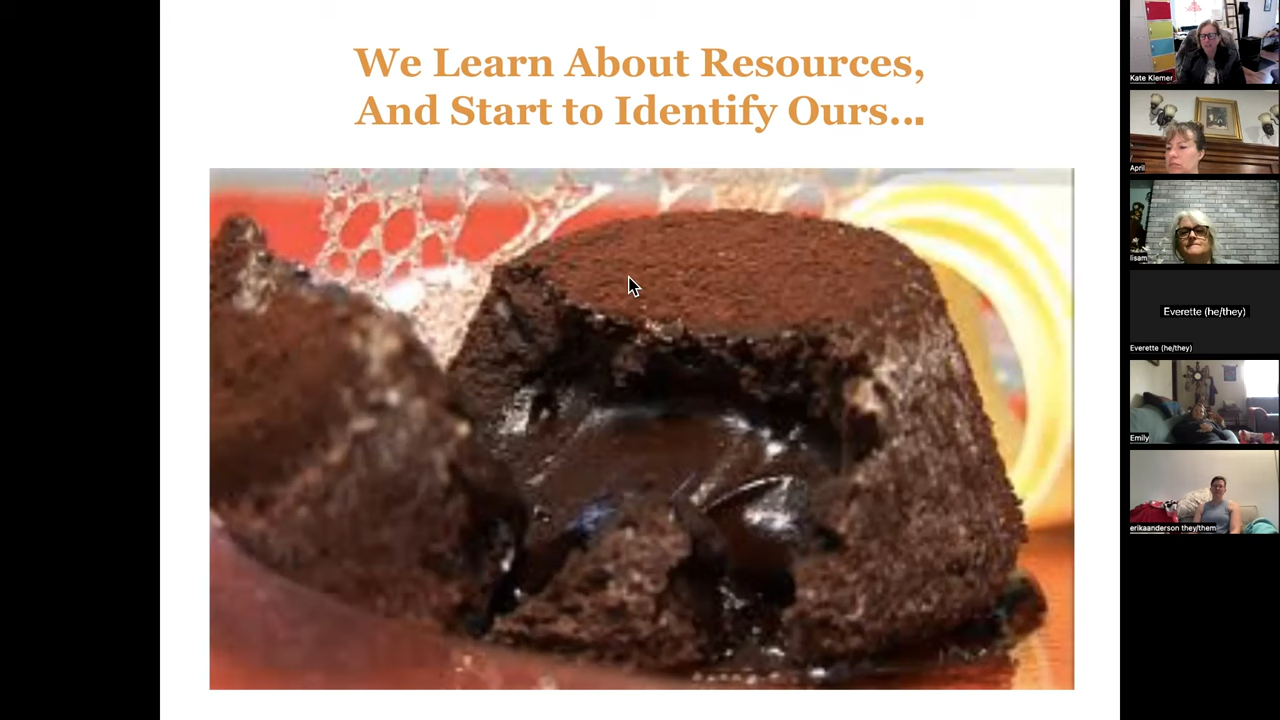 We Learn About Resources,
And Start to Identify Ours...
Kate Klemer
April
lisam
Everette (he/they)
Everette (he/they)
Emily
erikaanderson they/them